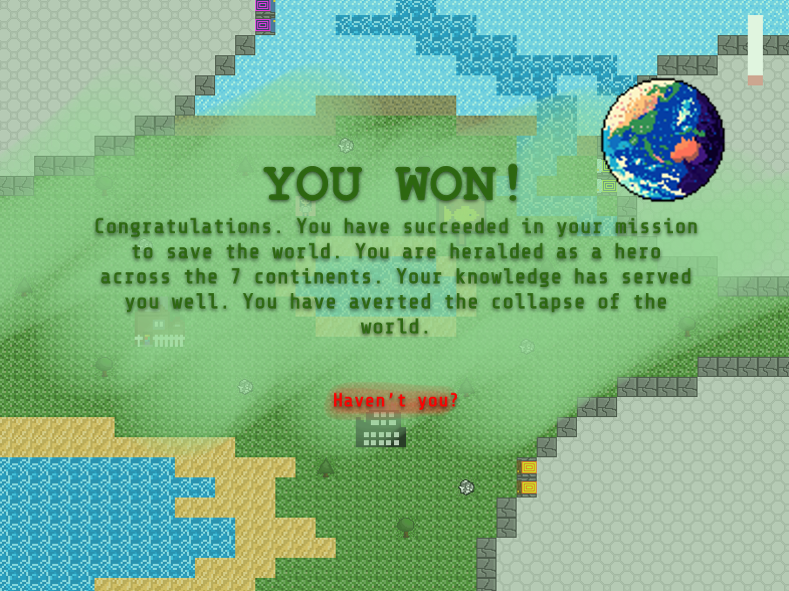 YOU WON!
Congratulations. You have succeeded in your mission
to save the world. You are heralded as a hero
across the 7 continents. Your knowledge has served
you well. You have averted the collapse of the
world.
Haven't you?